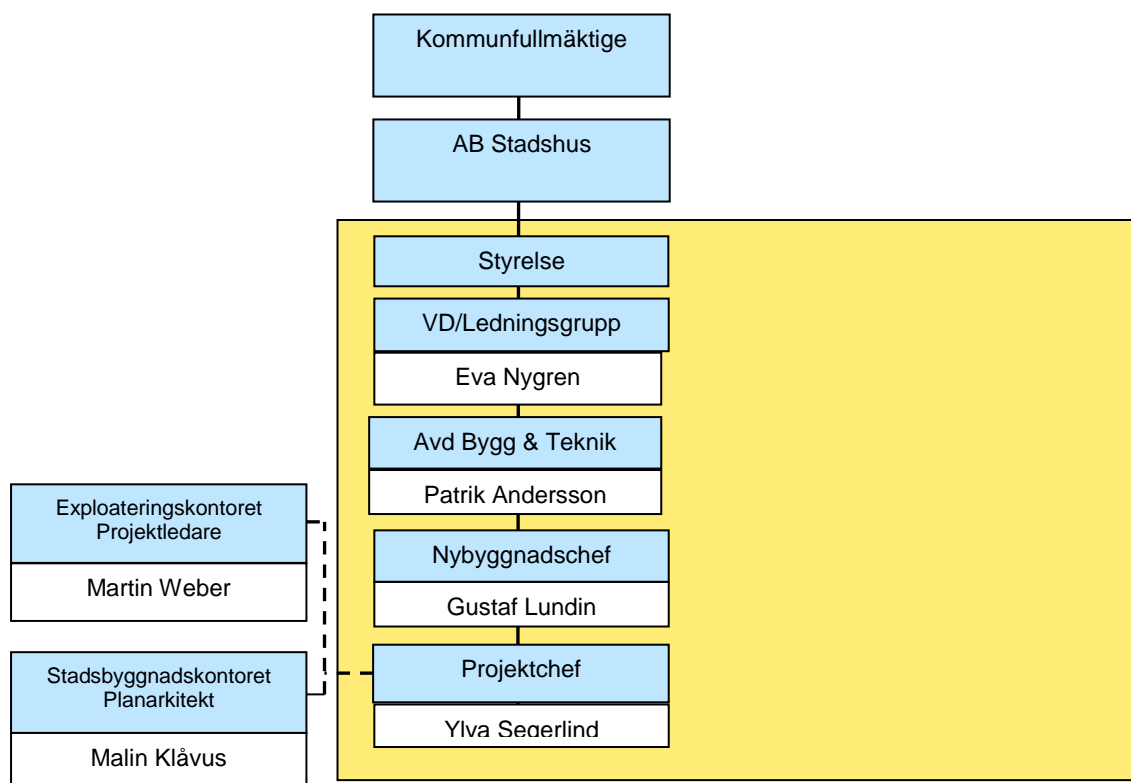 Kommunfullmäktige
AB Stadshus
Styrelse
VD/Ledningsgrupp
Eva Nygren
Avd Bygg & Teknik
Patrik Andersson
Nybyggnadschef
Gustaf Lundin
Projektchef
Ylva Segerlind
Exploateringskontoret
Projektledare
Martin Weber
Stadsbyggnadskontoret
Planarkitekt
Malin Klåvus